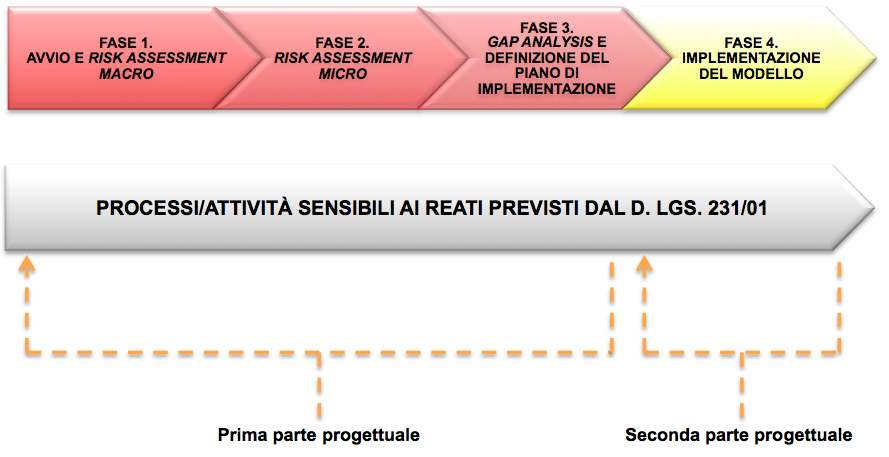 FASE 1.
AVVIO E RISK ASSESSMENT
MACRO
FASE 2.
RISK ASSESSMENT
MICRO
FASE 3.
GAP ANALYSIS E
DEFINIZIONE DEL
PIANO DI
IMPLEMENTAZIONE
FASE 4.
IMPLEMENTAZIONE
DEL MODELLO
PROCESSI/ATTIVITÀ SENSIBILI AI REATI PREVISTI DAL D. LGS. 231/01
Prima parte progettuale
Seconda parte progettuale